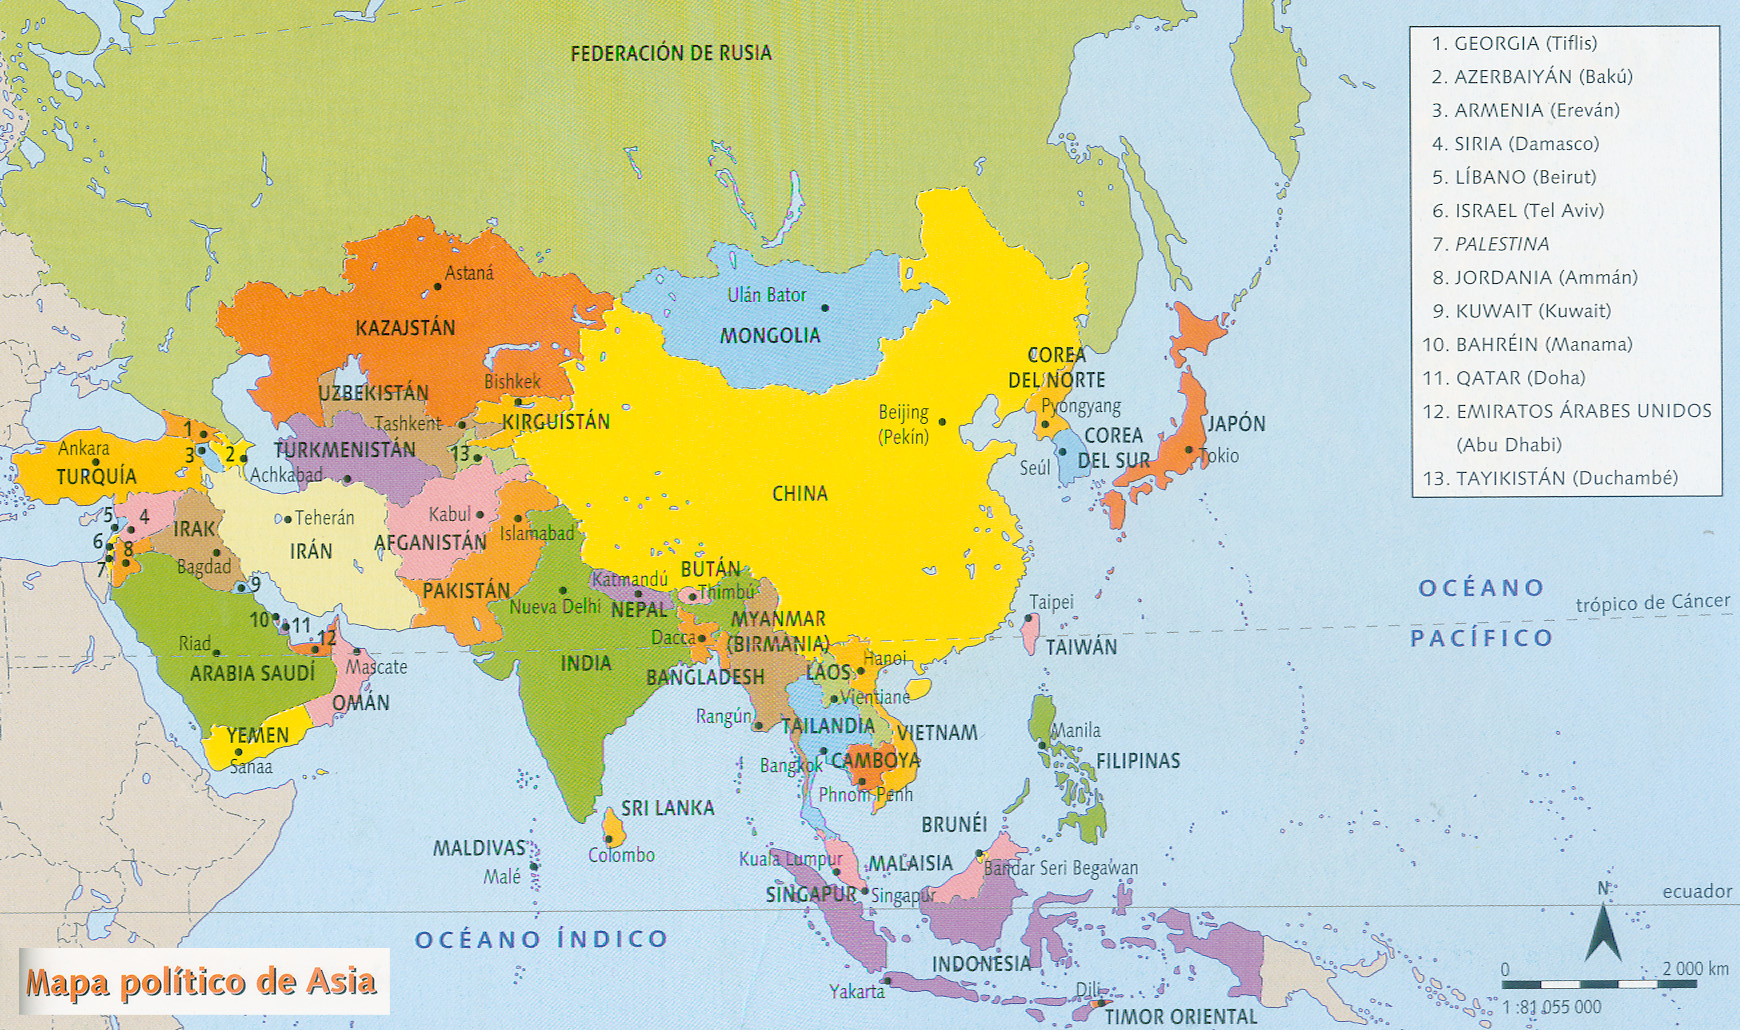 FEDERACIÓN DE RUSIA
1. GEORGIA (Tiflis)
2. AZERBAIYÁN (Bakú)
3. ARMENIA (Ereván)
4. SIRIA (Damasco)
5. LÍBANO (Beirut)
6. ISRAEL (Tel Aviv)
7. PALESTINA
8. JORDANIA (Ammán)
9. KUWAIT (Kuwait)
10. BAHRÉIN (Manama)
11. QATAR (Doha)
12. EMIRATOS ÁRABES UNIDOS
(Abu Dhabi)
13. TAYIKISTÁN (Duchambé)
Astaná
KAZAJSTÁN
Ulán Bator
MONGOLIA
UZBEKISTÁN
Bishkek
KIRGUISTÁN
Tashkent
TURKMENISTÁN
Achkabad
13
COREA
DEL NORTE
Pyongyang
Beijing
(Pekín)
COREA
DEL SUR
Seúl
JAPÓN
Tokio
Ankara
TURQUÍA
1
2
3
4
5
6
7
8
IRAK
Bagdad
Teherán
IRÁN
Kabul
AFGANISTÁN
Islamabad
PAKISTÁN
CHINA
9
10
11
12
Riad
ARABIA SAUDÍ
Mascate
OMÁN
YEMEN
Sanaa
Nueva Delhi
Katmandú
NEPAL
BUTÁN
Thimbú
Dacca
INDIA
BANGLADESH
MYANMAR
(BIRMANIA)
Rangún
LAOS
Hanoi
Vientiane
TAILANDIA
VIETNAM
Bangkok
CAMBOYA
Phnom Penh
Taipei
TAIWÁN
OCÉANO
PACÍFICO
trópico de Cáncer
Manila
FILIPINAS
SRI LANKA
Colombo
MALDIVAS
Malé
BRUNÉI
Bandar Seri Begawan
Kuala Lumpur
MALAISIA
SINGAPUR
Singapur
ecuador
OCÉANO ÍNDICO
INDONESIA
Yakarta
Dili
TIMOR ORIENTAL
Mapa político de Asia
N
0
2 000 km
1:81 055 000